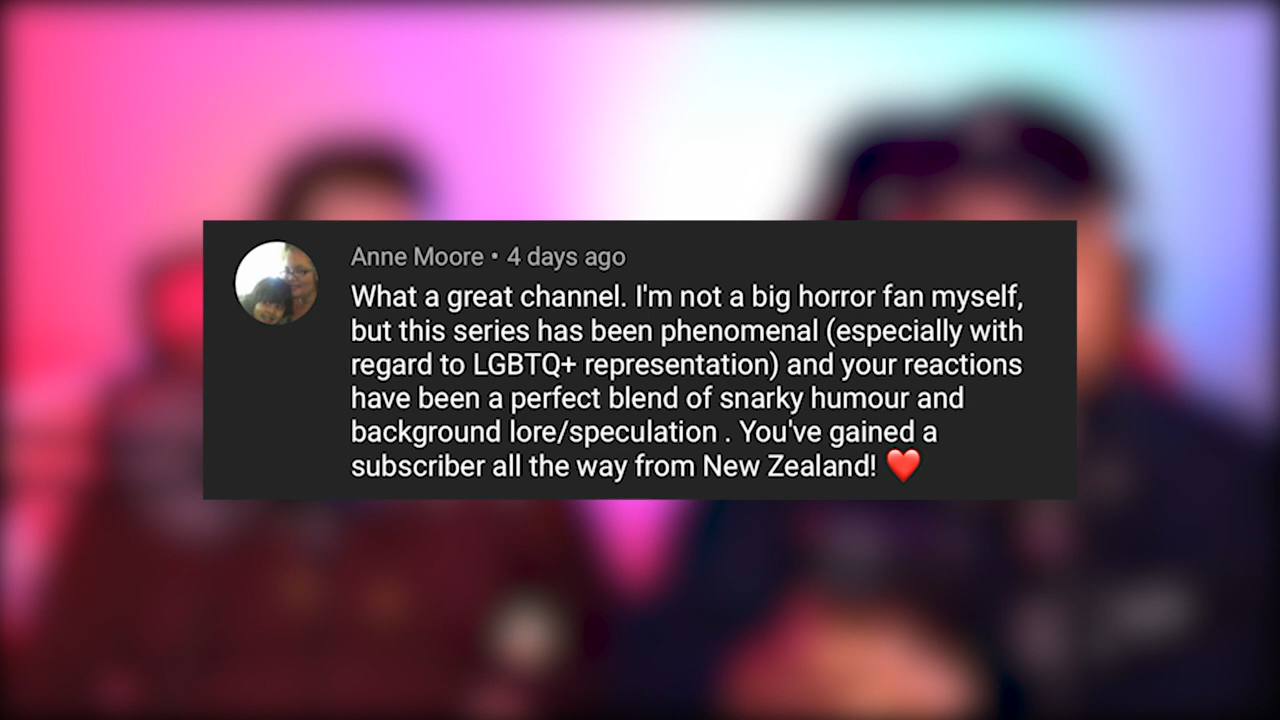 Anne Moore • 4 days ago
What a great channel. I'm not a big horror fan myself,
but this series has been phenomenal (especially with
regard to LGBTQ+ representation) and your reactions
have been a perfect blend of snarky humour and
background lore/speculation . You've gained a
subscriber all the way from New Zealand! ❤️